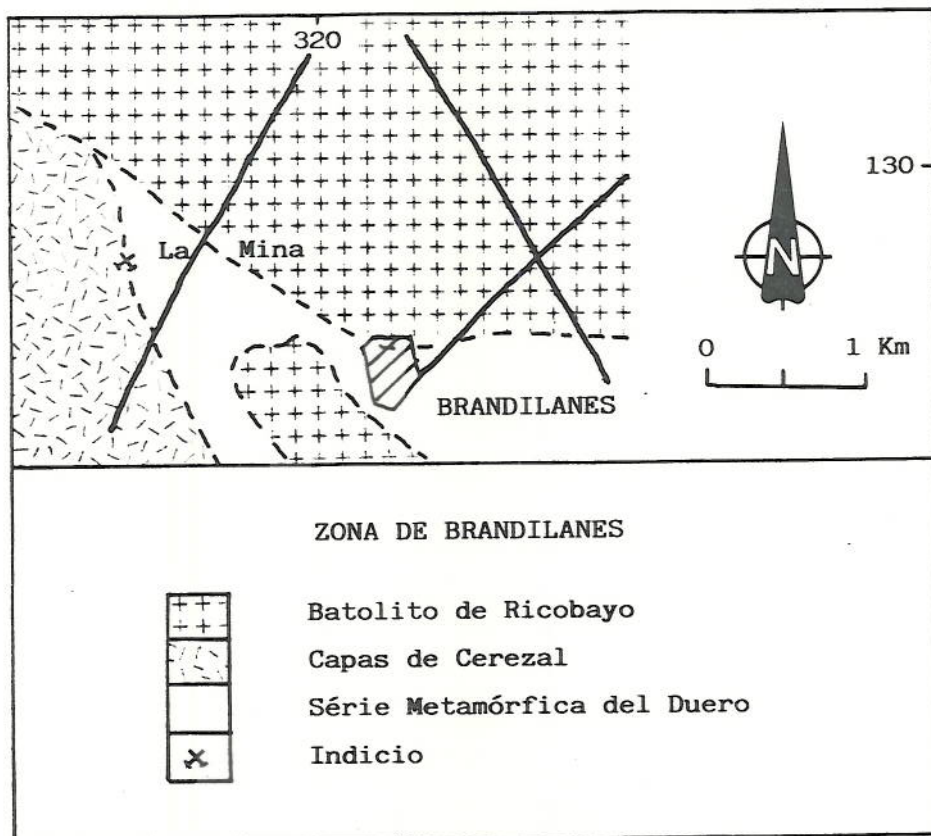 320
130
La Mina
N
0 1 Km
BRANDILANES
ZONA DE BRANDILANES
Batolito de Ricobayo
Capas de Cerezal
Série Metamórfica del Duero
Indicio